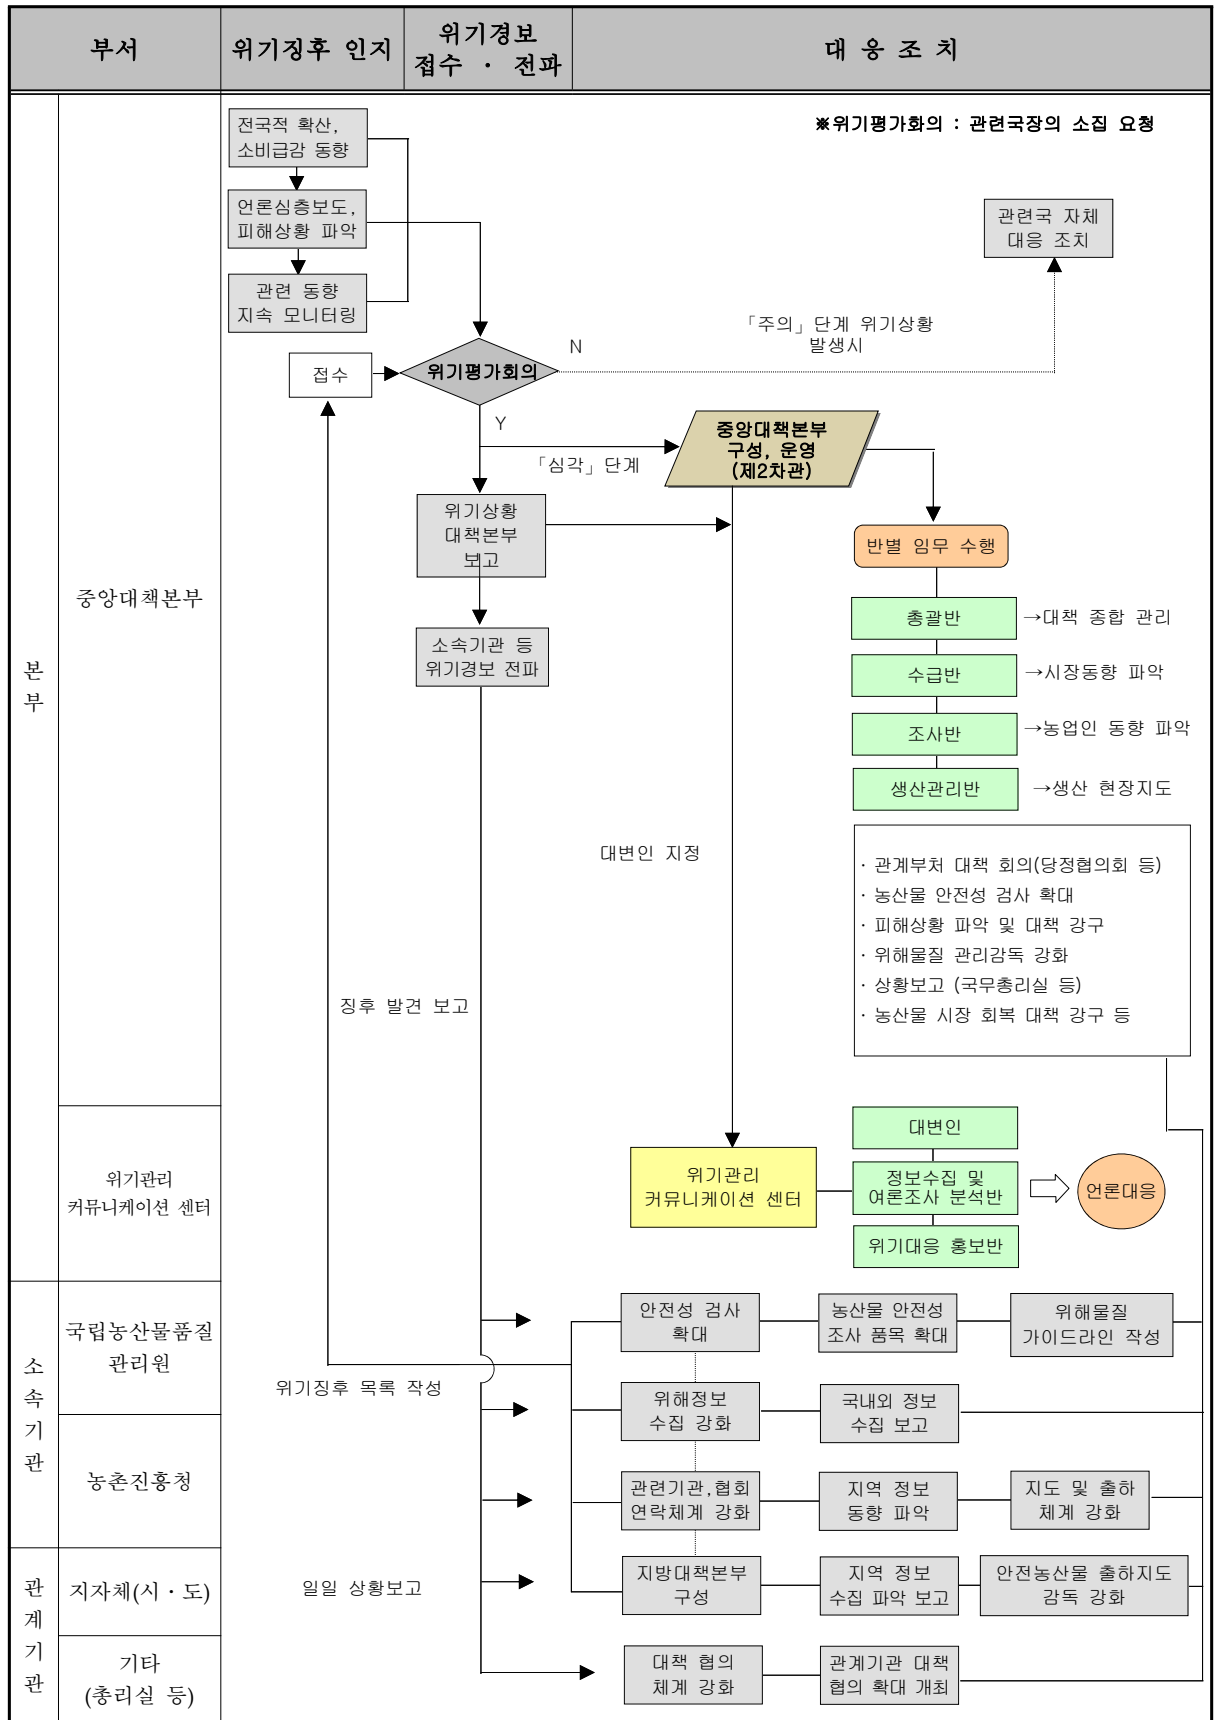 부서
위기징후 인지
위기경보
접수 · 전파
대 응 조 치
※위기평가회의 : 관련국장의 소집 요청
전국적 확산,
소비급감 동향
언론심층보도,
피해상황 파악
관련 동향
지속 모니터링
관련국 자체
대응 조치
「주의」단계 위기상황
발생시
N
접수
위기평가회의
Y
「심각」단계
중앙대책본부
구성, 운영
(제2차관)
위기상황
대책본부
보고
반별 임무 수행
본
부
중앙대책본부
소속기관 등
위기경보 전파
총괄반
→대책 종합 관리
수급반
→시장동향 파악
조사반
→농업인 동향 파악
생산관리반
→생산 현장지도
대변인 지정
· 관계부처 대책 회의(당정협의회 등)
· 농산물 안전성 검사 확대
· 피해상황 파악 및 대책 강구
· 위해물질 관리감독 강화
· 상황보고 (국무총리실 등)
· 농산물 시장 회복 대책 강구 등
징후 발견 보고
위기관리
커뮤니케이션 센터
위기관리
커뮤니케이션 센터
대변인
정보수집 및
여론조사 분석반
위기대응 홍보반
언론대응
소
속
기
관
국립농산물품질
관리원
안전성 검사
확대
농산물 안전성
조사 품목 확대
위해물질
가이드라인 작성
위기징후 목록 작성
위해정보
수집 강화
국내외 정보
수집 보고
농촌진흥청
관련기관,협회
연락체계 강화
지역 정보
동향 파악
지도 및 출하
체계 강화
관
계
기
관
지자체(시 · 도)
일일 상황보고
지방대책본부
구성
지역 정보
수집 파악 보고
안전농산물 출하지도
감독 강화
기타
(총리실 등)
대책 협의
체계 강화
관계기관 대책
협의 확대 개최